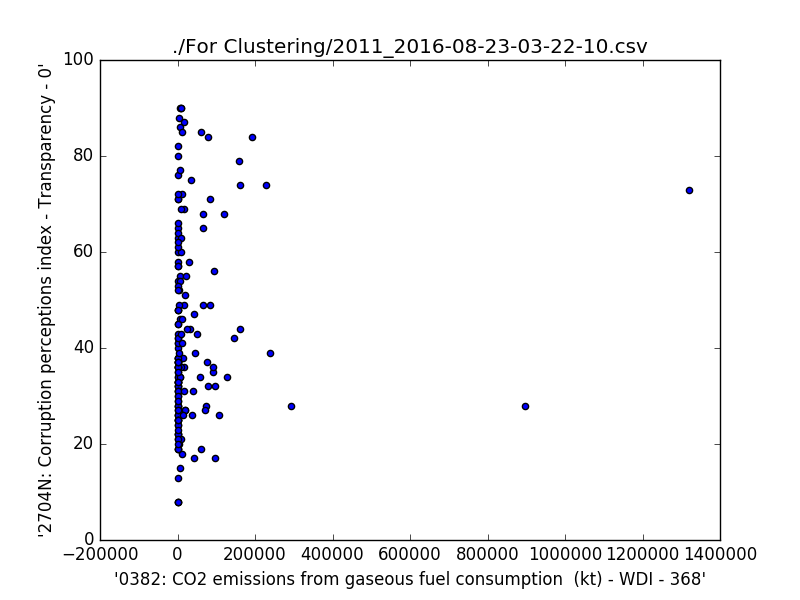 ./For Clustering/2011_2016-08-23-03-22-10.csv
'2704N: Corruption perceptions index - Transparency - 0'
100
80
60
40
20
0
−200000 0 200000 400000 600000 800000 1000000 1200000 1400000
'0382: CO2 emissions from gaseous fuel consumption  (kt) - WDI - 368'